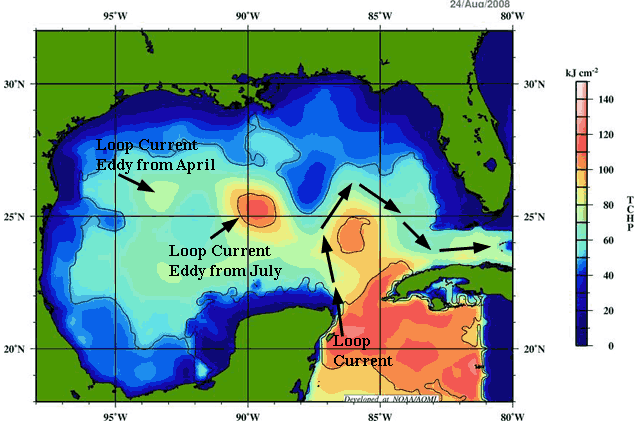 24/Aug/2008
95°W 90°W 85°W 80°W
30°N 30°N
25°N 25°N
20°N 20°N
95°W 90°W 85°W 80°W
Loop Current
Eddy from April
Loop Current
Eddy from July
Loop
Current
Developed at NOAA/AOML
kJ cm-2
140
120
100
80
60
40
20
0
TCHP